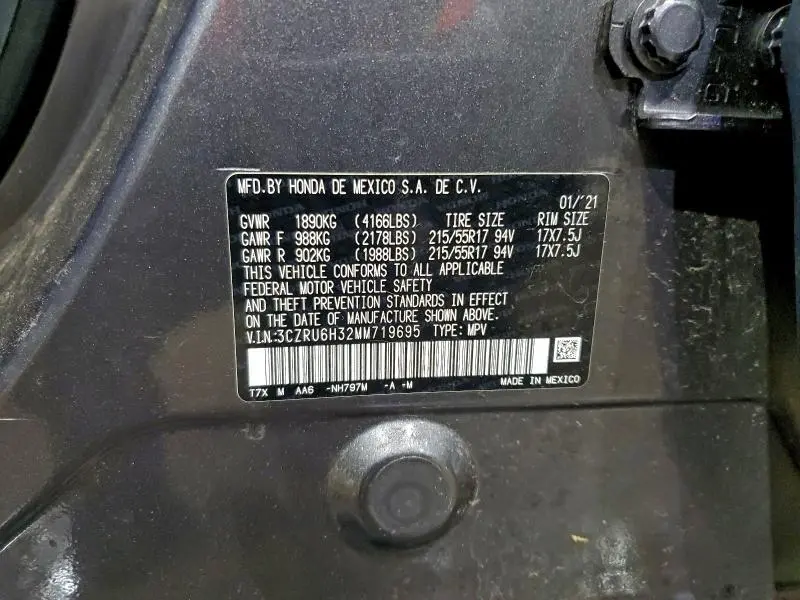 MFD.BY HONDA DE MEXICO S.A. DE C.V.
01/'21
GVWR 1890KG (4166LBS) TIRE SIZE RIM SIZE
GAWR F 988KG (2178LBS) 215/55R17 94V 17X7.5J
GAWR R 902KG (1988LBS) 215/55R17 94V 17X7.5J
THIS VEHICLE CONFORMS TO ALL APPLICABLE
FEDERAL MOTOR VEHICLE SAFETY
AND THEFT PREVENTION STANDARDS IN EFFECT
ON THE DATE OF MANUFACTURE SHOWN ABOVE.
V.I.N:3CZRU6H32MM719695 TYPE: MPV
T7X M AA6 -NH797M -A -M
MADE IN MEXICO